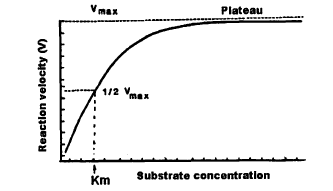 Vmax
Plateau
Reaction velocity (V)
1/2 Vmax
Km
Substrate concentration